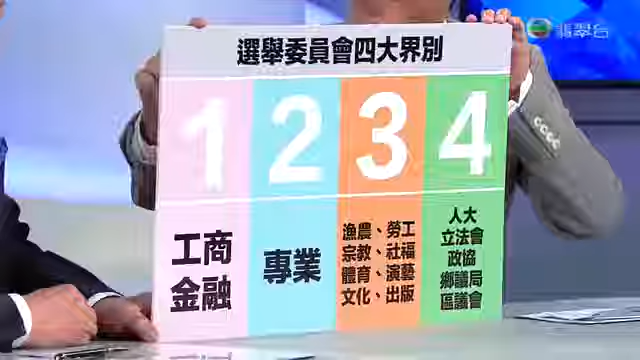 翡翠台
選舉委員會四大界別
1
2
3
4
工商
金融
專業
漁農、勞工
宗教、社福
體育、演藝
文化、出版
人大
立法會
政協
鄉議局
區議會